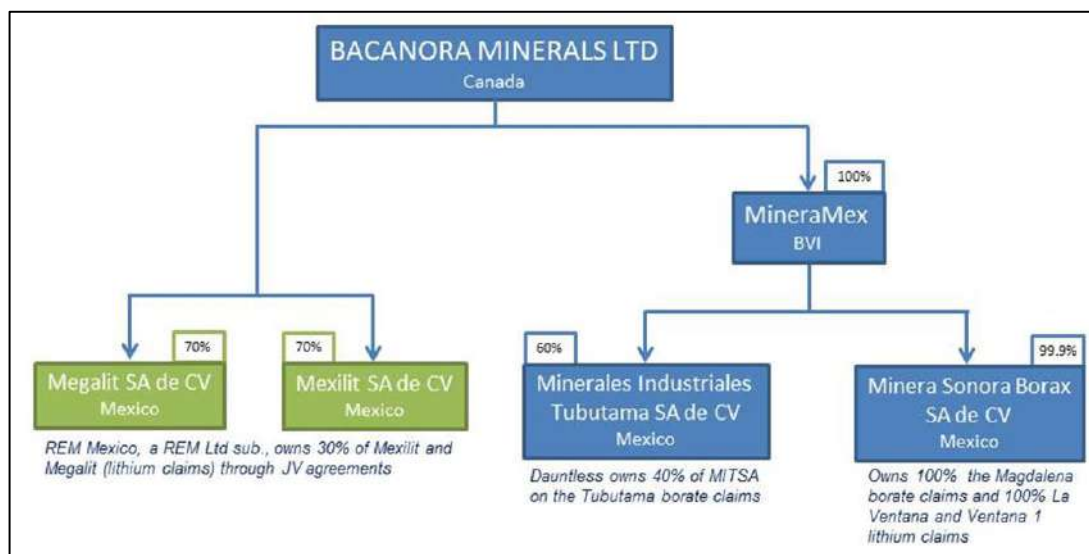 BACANORA MINERALS LTD
Canada
100%
MineraMex
BVI
70%
Megalit SA de CV
Mexico
70%
Mexilit SA de CV
Mexico
60%
Minerales Industriales
Tubutama SA de CV
Mexico
99.9%
Minera Sonora Borax
SA de CV
Mexico
REM Mexico, a REM Ltd sub., owns 30% of Mexilit and
Megalit (lithium claims) through JV agreements
Dauntless owns 40% of MITSA
on the Tubutama borate claims
Owns 100% the Magdalena
borate claims and 100% La
Ventana and Ventana 1
lithium claims